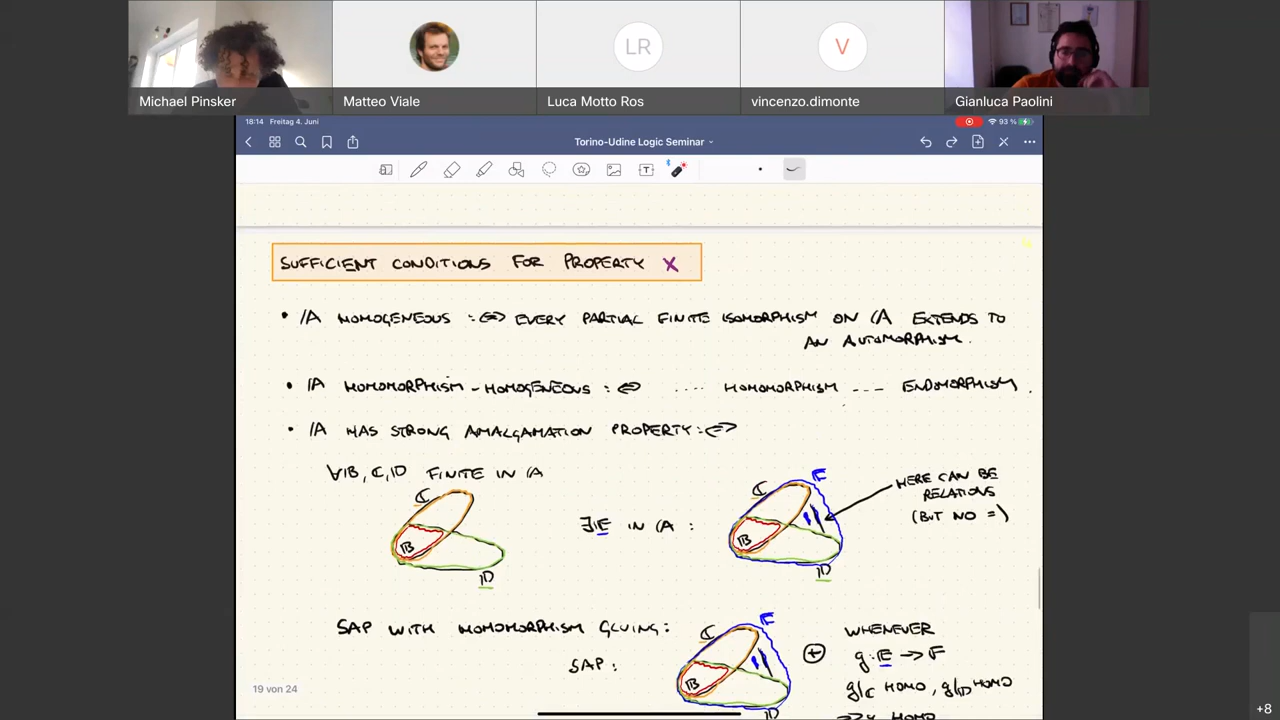 LR
V
Michael Pinsker
Matteo Viale
Luca Motto Ros
vincenzo.dimonte
Gianluca Paolini
18:14 Freitag 4. Juni
93 %
Torino-Udine Logic Seminar
SUFFICIENT CONDITIONS FOR PROPERTY X
• /A HOMOGENEOUS :⇔ EVERY PARTIAL FINITE ISOMORPHISM ON /A EXTENDS TO
AN AUTOMORPHISM.
• /A HOMOMORPHISM-HOMOGENEOUS :⇔ .... HOMOMORPHISM --- ENDOMORPHISM.
• /A HAS STRONG AMALGAMATION PROPERTY :⇔
∀ 𝔹, ℂ, 𝔻 FINITE IN /A
ℂ
𝔹
𝔻
∃ 𝔼 IN /A :
ℂ
𝔼
𝔹
𝔻
HERE CAN BE
RELATIONS
(BUT NO =)
SAP WITH HOMOMORPHISM GLUING:
SAP:
ℂ
𝔼
𝔹
𝔻
⊕
WHENEVER
g: 𝔼 → F
g/ℂ HOMO, g/𝔻 HOMO
HOMO
19 von 24
+8